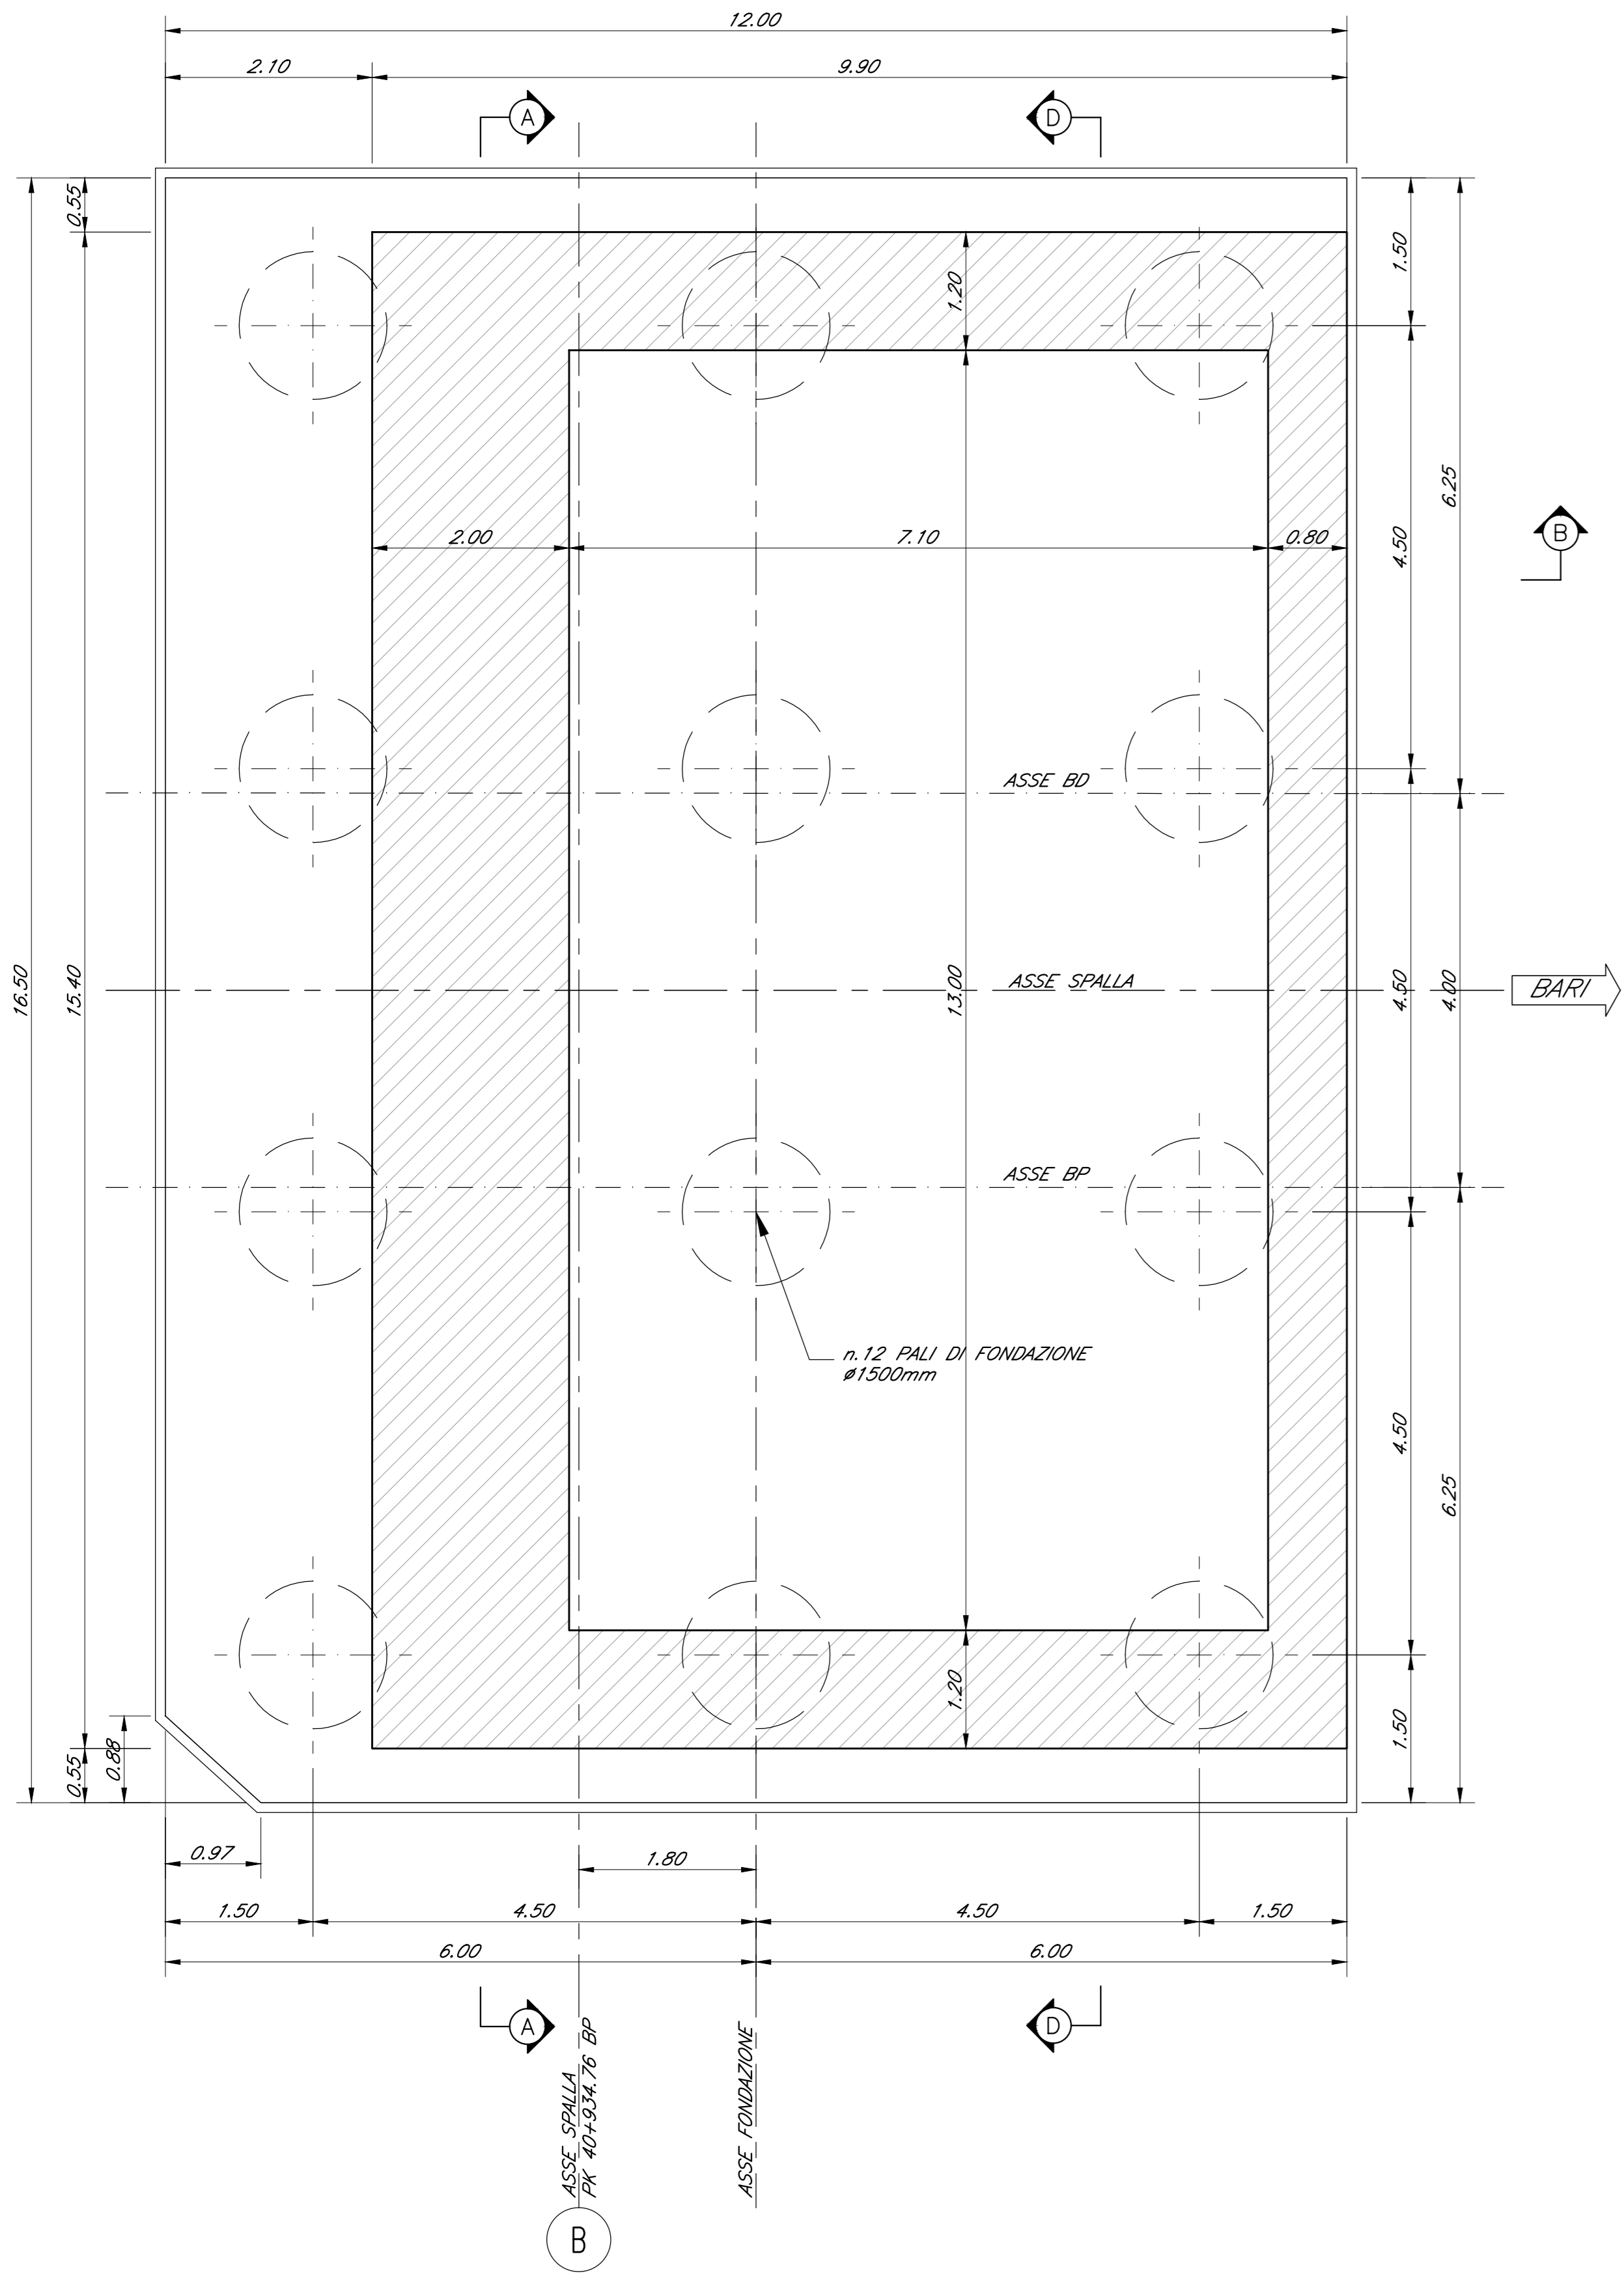 12.00
2.10
9.90
A
D
0.55
1.50
1.20
6.25
4.50
B
2.00
7.10
0.80
ASSE BD
16.50
15.40
13.00
ASSE SPALLA
4.50
4.00
BARI
ASSE BP
n.12 PALI DI FONDAZIONE
ø1500mm
4.50
6.25
1.20
1.50
0.55
0.88
0.97
1.80
1.50
4.50
4.50
1.50
6.00
6.00
A
D
ASSE SPALLA
PK 40+934.76 BP
ASSE FONDAZIONE
B